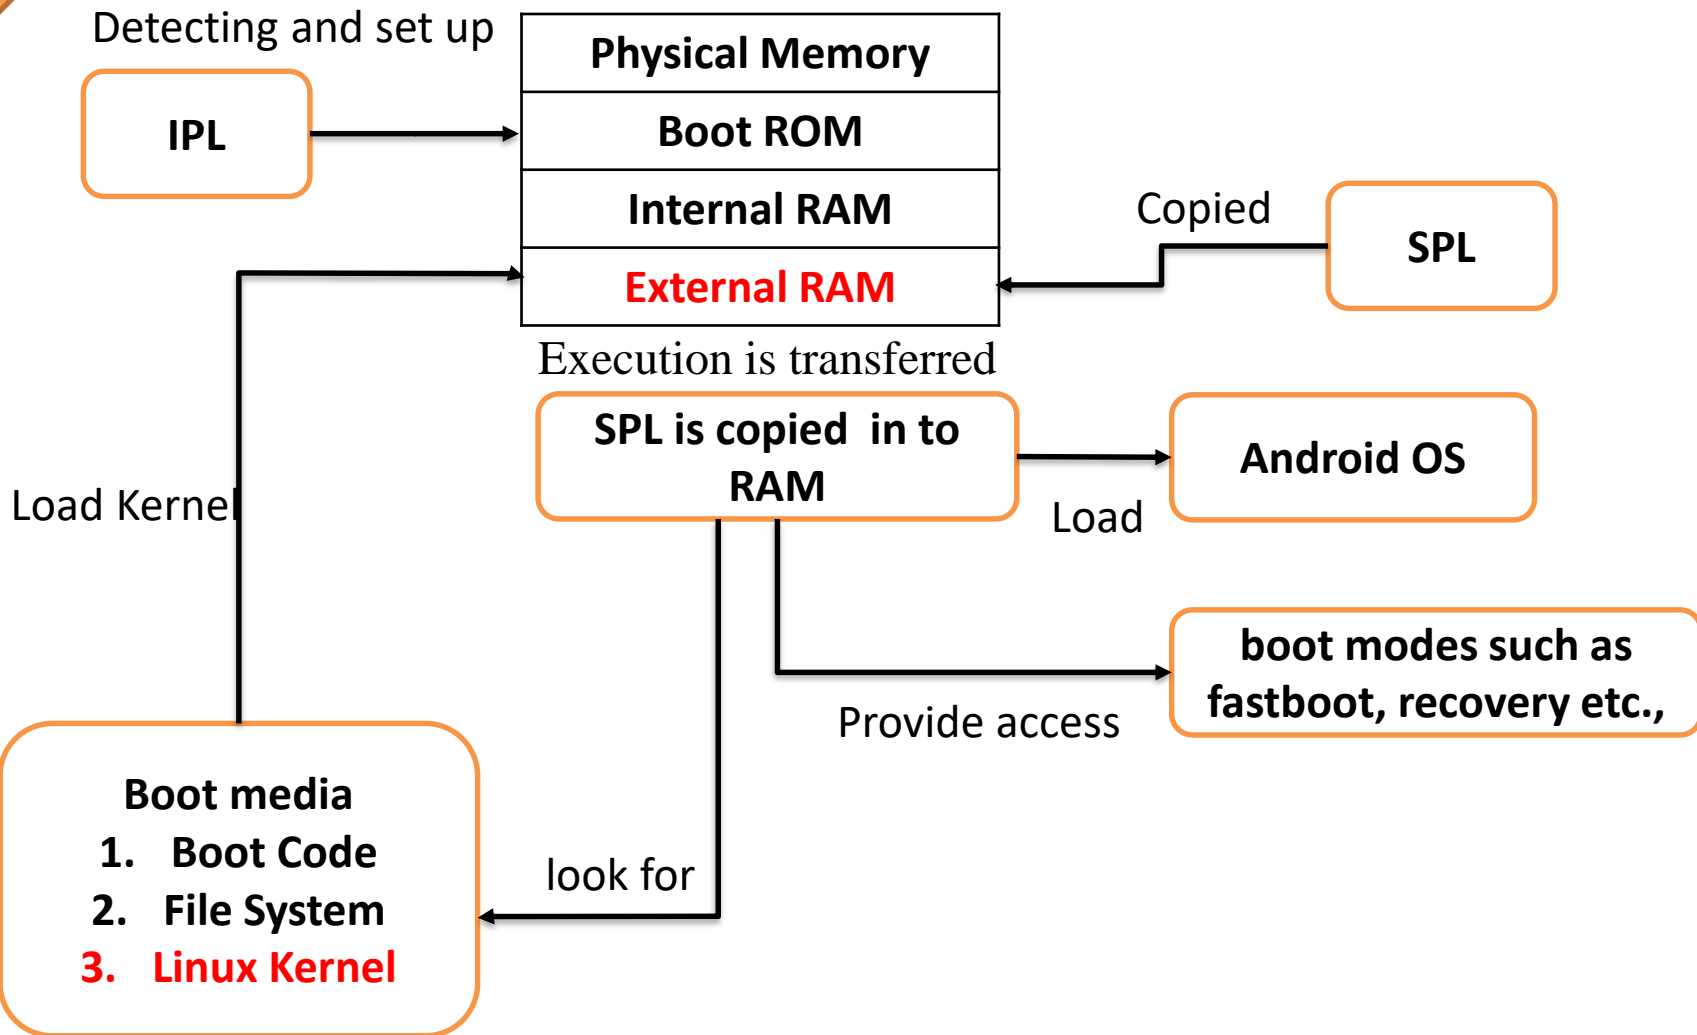 Detecting and set up
IPL
Physical Memory
Boot ROM
Internal RAM
External RAM
Copied
SPL
Execution is transferred
SPL is copied in to
RAM
Android OS
Load Kernel
Load
boot modes such as
fastboot, recovery etc.,
Provide access
Boot media
1. Boot Code
2. File System
3. Linux Kernel
look for